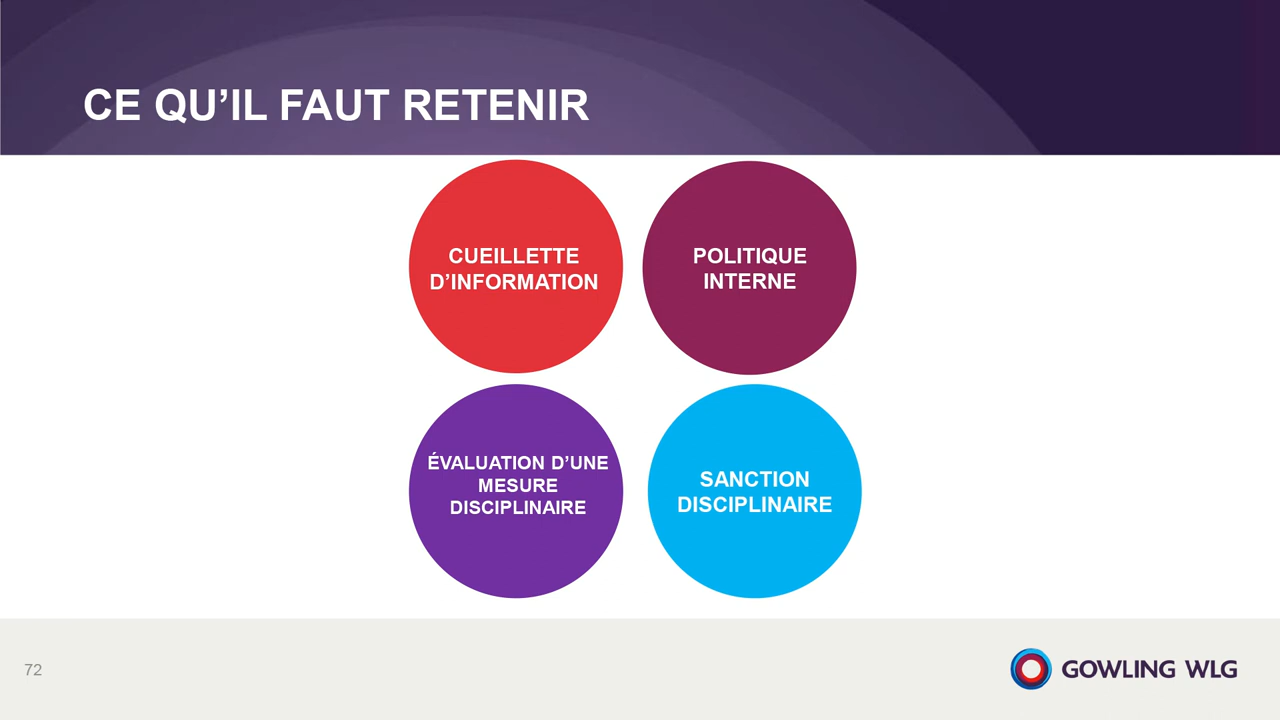 CE QU’IL FAUT RETENIR
CUEILLETTE
D’INFORMATION
POLITIQUE
INTERNE
ÉVALUATION D’UNE
MESURE
DISCIPLINAIRE
SANCTION
DISCIPLINAIRE
72
GOWLING WLG